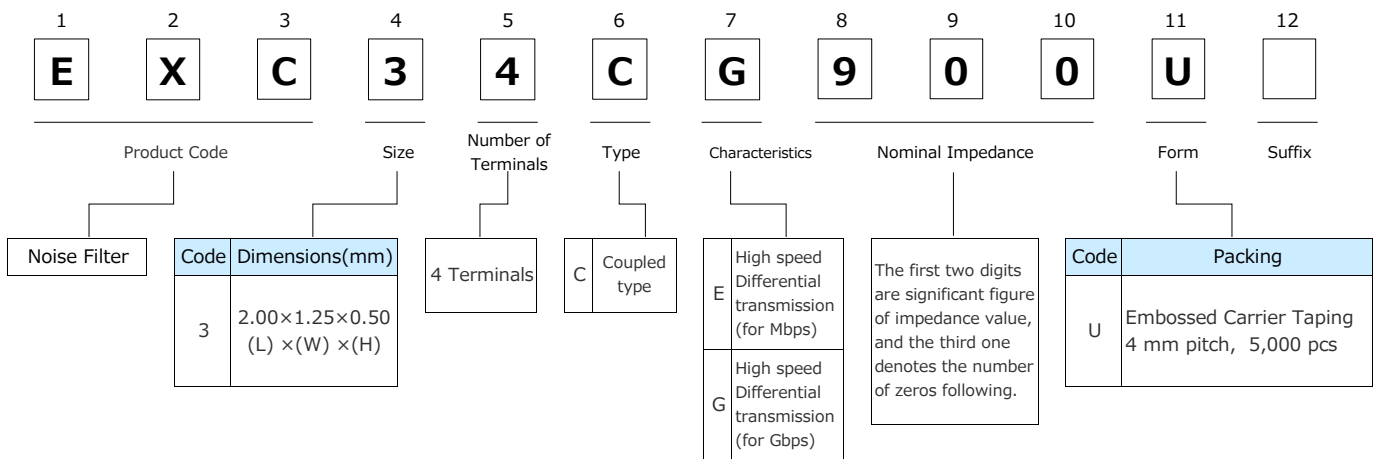 1 2 3 4 5 6 7 8 9 10 11 12
E X C 3 4 C G 9 0 0 U
Product Code
Size
Number of
Terminals
Type
Characteristics
Nominal Impedance
Form
Suffix
Noise Filter
Code Dimensions(mm)
3
2.00×1.25×0.50
(L) ×(W) ×(H)
4 Terminals
C
Coupled
type
E
High speed
Differential
transmission
(for Mbps)
G
High speed
Differential
transmission
(for Gbps)
The first two digits
are significant figure
of impedance value,
and the third one
denotes the number
of zeros following.
Code Packing
U
Embossed Carrier Taping
4 mm pitch, 5,000 pcs